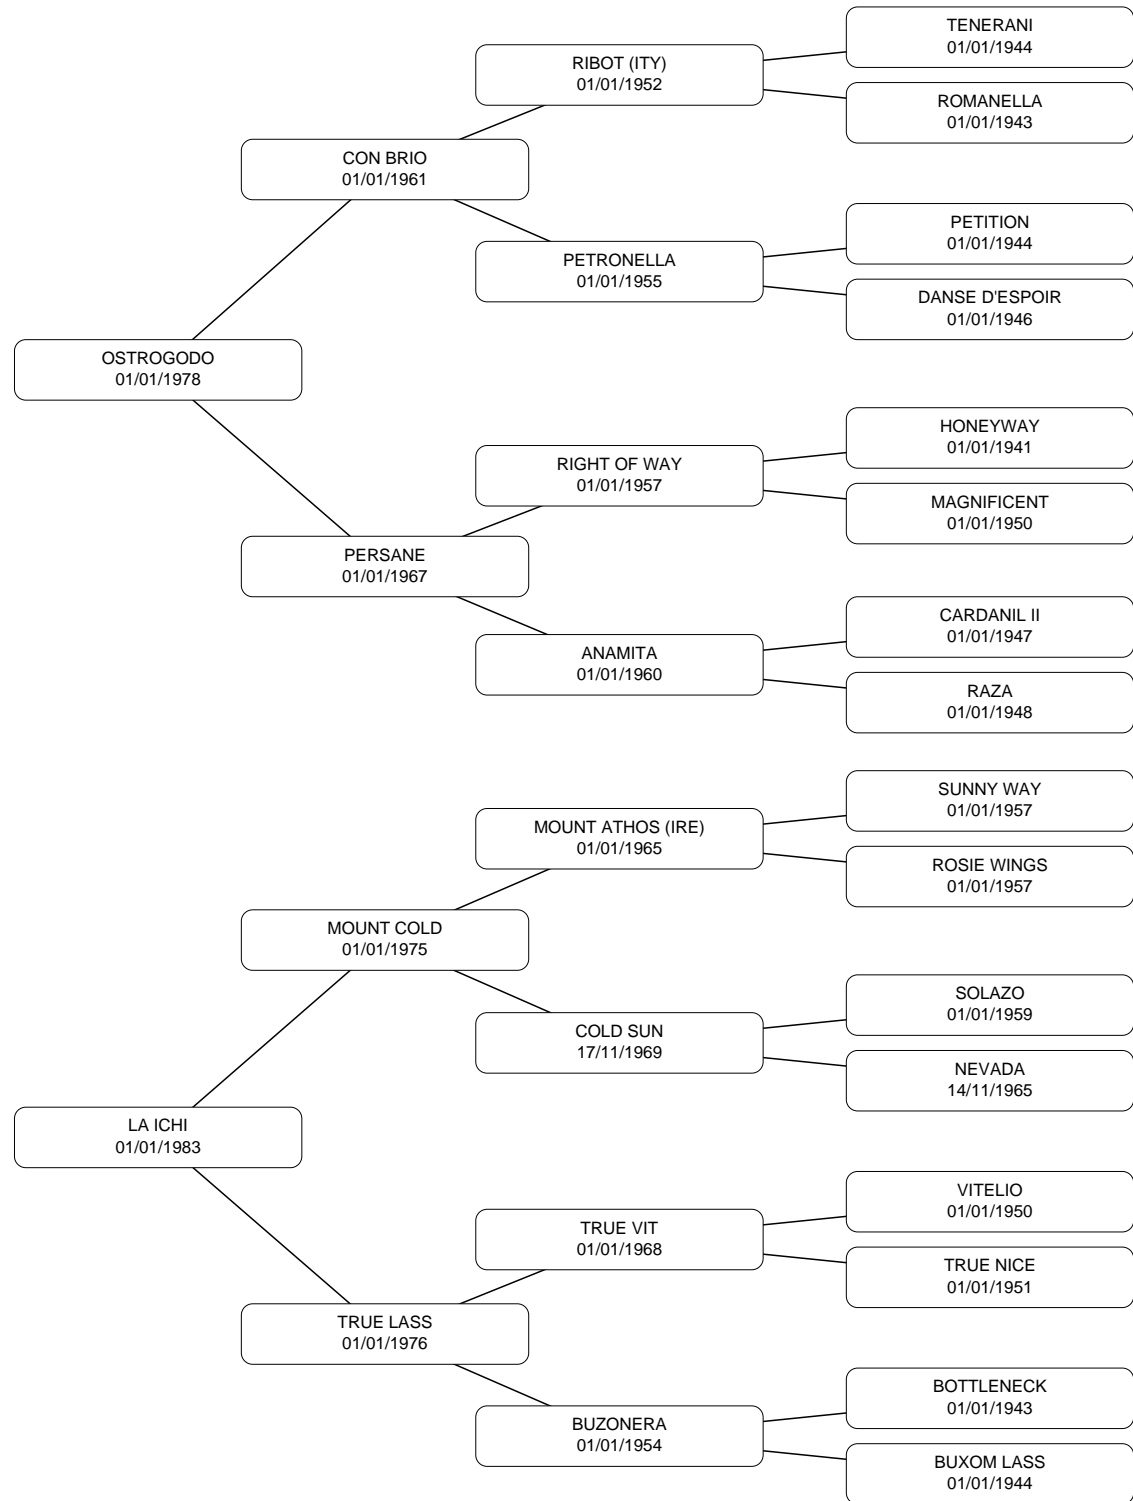 TENERANI
01/01/1944
RIBOT (ITY)
01/01/1952
ROMANELLA
01/01/1943
CON BRIO
01/01/1961
PETITION
01/01/1944
PETRONELLA
01/01/1955
DANSE D'ESPOIR
01/01/1946
OSTROGODO
01/01/1978
HONEYWAY
01/01/1941
RIGHT OF WAY
01/01/1957
MAGNIFICENT
01/01/1950
PERSANE
01/01/1967
CARDANIL II
01/01/1947
ANAMITA
01/01/1960
RAZA
01/01/1948
SUNNY WAY
01/01/1957
MOUNT ATHOS (IRE)
01/01/1965
ROSIE WINGS
01/01/1957
MOUNT COLD
01/01/1975
SOLAZO
01/01/1959
COLD SUN
17/11/1969
NEVADA
14/11/1965
LA ICHI
01/01/1983
VITELIO
01/01/1950
TRUE VIT
01/01/1968
TRUE NICE
01/01/1951
TRUE LASS
01/01/1976
BOTTLENECK
01/01/1943
BUZONERA
01/01/1954
BUXOM LASS
01/01/1944